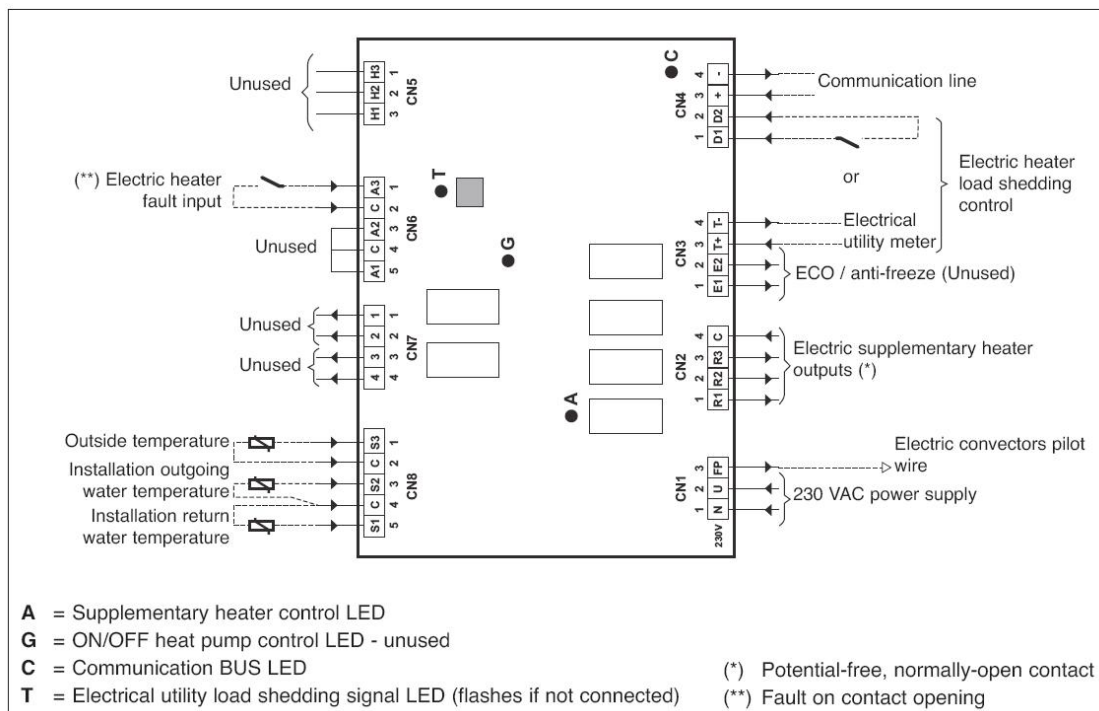 Unused
H3 1
H2 2
H1 3
CN5
C
4 -
3 +
2 D2
1 D1
CN4
Communication line
(**) Electric heater
fault input
A3 1
C 2
A2 3
C 4
A1 5
CN6
Unused
T
or
Electric heater
load shedding
control
G
4 T-
3 T+
2 E2
1 E1
CN3
Electrical
utility meter
ECO / anti-freeze (Unused)
Unused
Unused
1 1
2 2
3 3
4 4
CN7
4 C
3 R3
2 R2
1 R1
CN2
Electric supplementary heater
outputs (*)
A
Outside temperature
Installation outgoing
water temperature
Installation return
water temperature
S3 1
C 2
S2 3
C 4
S1 5
CN8
3 FP
2 U
1 N
CN1
230V
Electric convectors pilot
wire
230 VAC power supply
A = Supplementary heater control LED
G = ON/OFF heat pump control LED - unused
C = Communication BUS LED
T = Electrical utility load shedding signal LED (flashes if not connected)
(*) Potential-free, normally-open contact
(**) Fault on contact opening